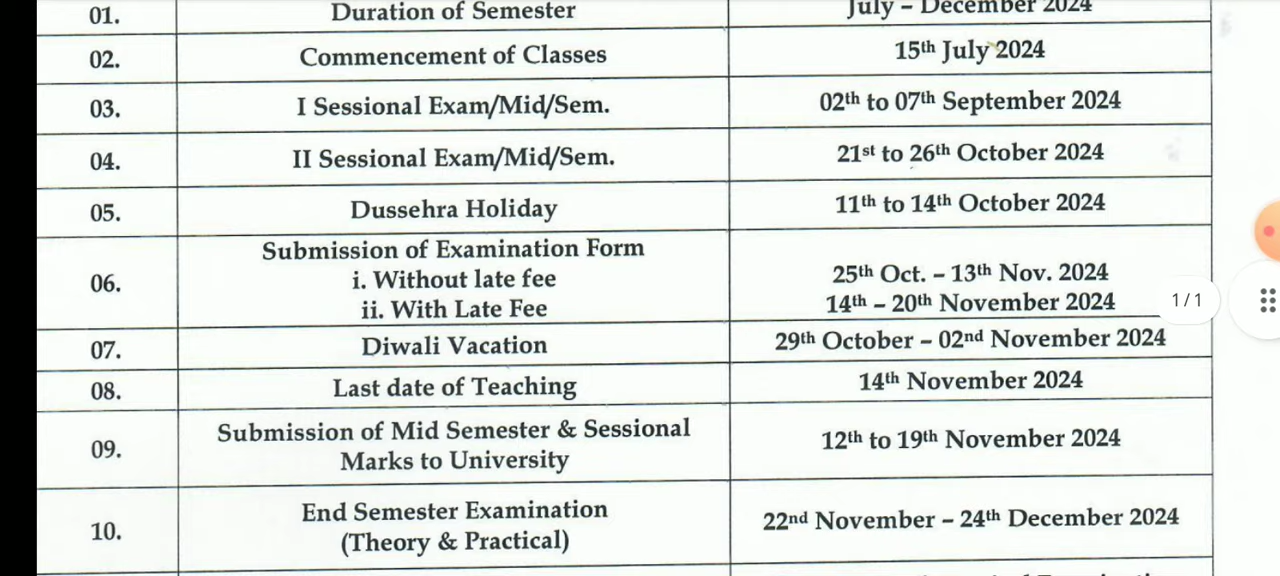 01. Duration of Semester July – December 2024
02. Commencement of Classes 15th July 2024
03. I Sessional Exam/Mid/Sem. 02th to 07th September 2024
04. II Sessional Exam/Mid/Sem. 21st to 26th October 2024
05. Dussehra Holiday 11th to 14th October 2024
06. Submission of Examination Form
i. Without late fee 25th Oct. – 13th Nov. 2024
ii. With Late Fee 14th – 20th November 2024
1/1
07. Diwali Vacation 29th October – 02nd November 2024
08. Last date of Teaching 14th November 2024
09. Submission of Mid Semester & Sessional
Marks to University 12th to 19th November 2024
10. End Semester Examination
(Theory & Practical) 22nd November – 24th December 2024